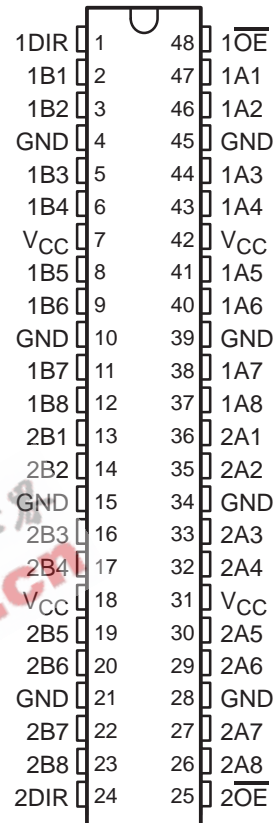 1DIR 1 48 1O̅E̅
1B1 2 47 1A1
1B2 3 46 1A2
GND 4 45 GND
1B3 5 44 1A3
1B4 6 43 1A4
VCC 7 42 VCC
1B5 8 41 1A5
1B6 9 40 1A6
GND 10 39 GND
1B7 11 38 1A7
1B8 12 37 1A8
2B1 13 36 2A1
2B2 14 35 2A2
GND 15 34 GND
2B3 16 33 2A3
2B4 17 32 2A4
VCC 18 31 VCC
2B5 19 30 2A5
2B6 20 29 2A6
GND 21 28 GND
2B7 22 27 2A7
2B8 23 26 2A8
2DIR 24 25 2O̅E̅